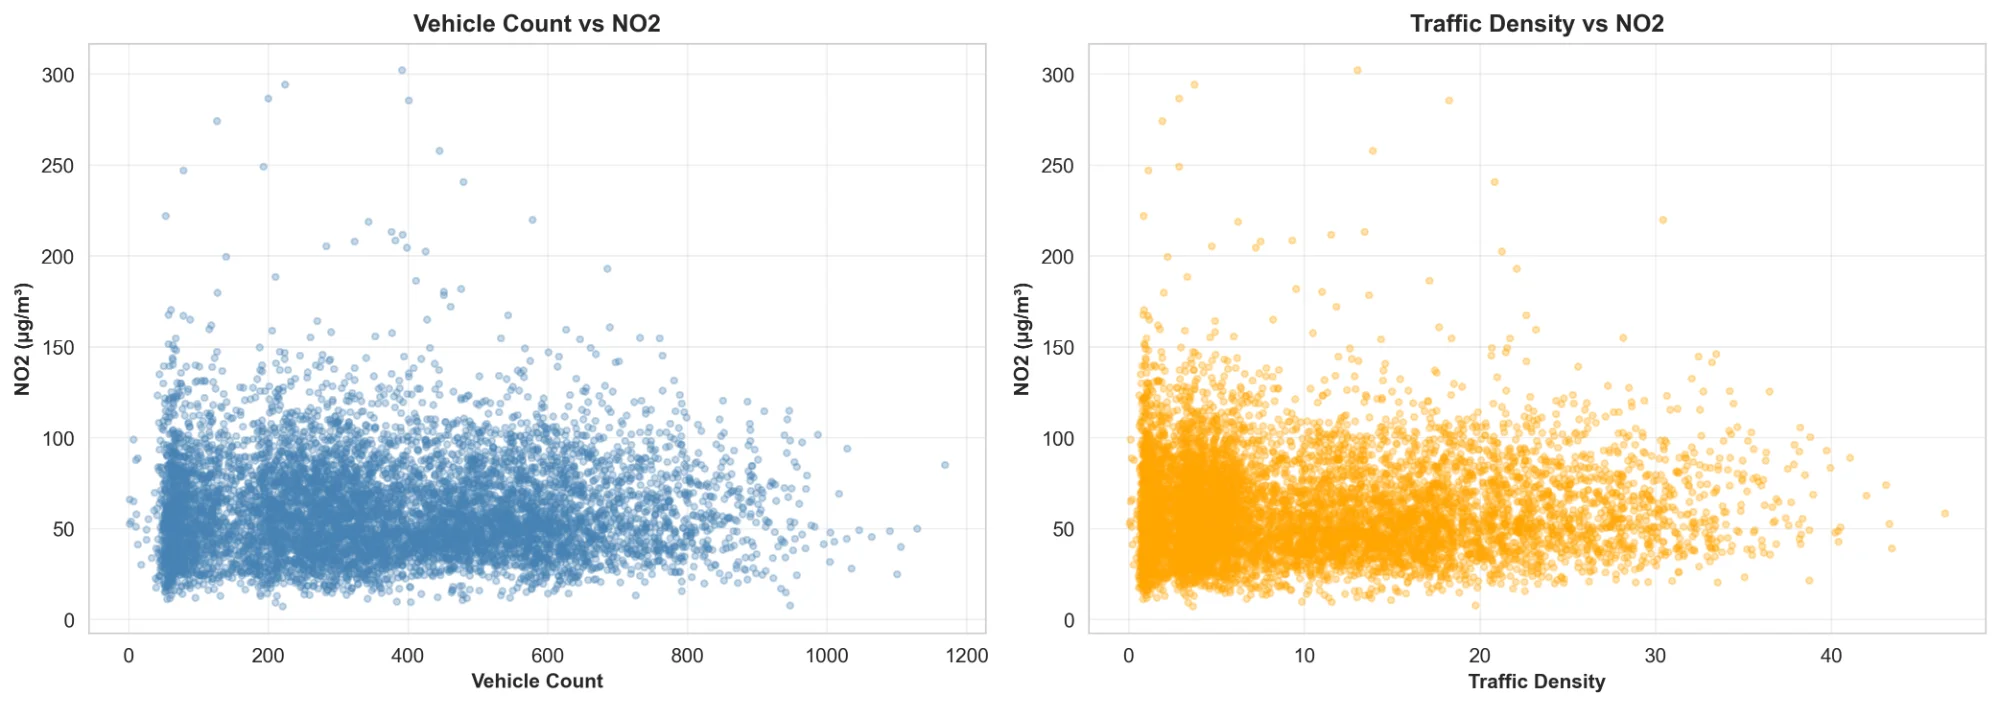 Vehicle Count vs NO2
NO2 (µg/m³)
300
250
200
150
100
50
0
0 200 400 600 800 1000 1200
Vehicle Count
Traffic Density vs NO2
NO2 (µg/m³)
300
250
200
150
100
50
0
0 10 20 30 40
Traffic Density